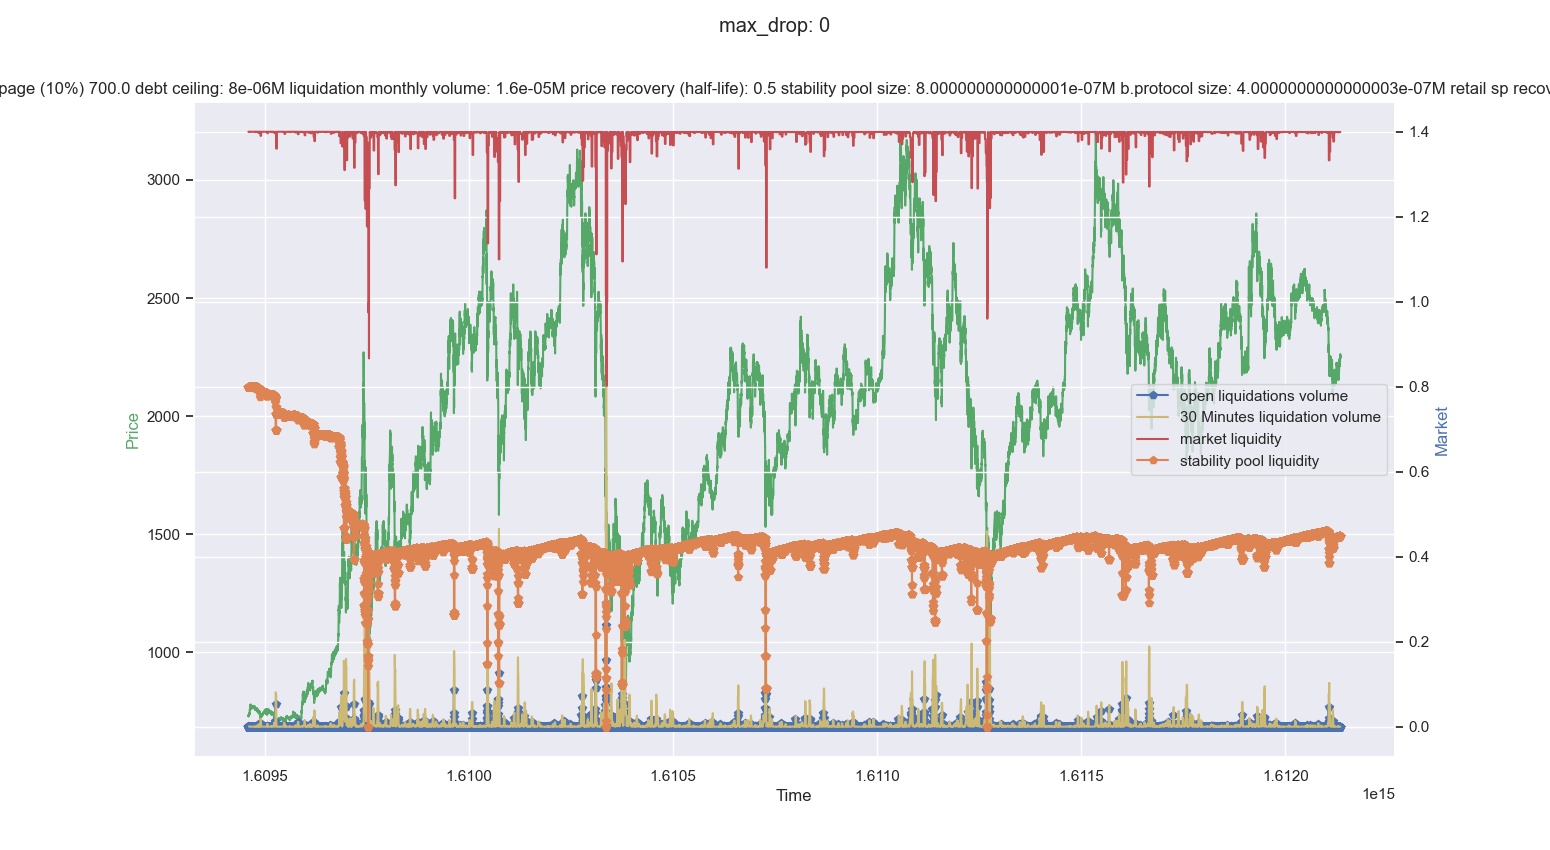 max_drop: 0
page (10%) 700.0 debt ceiling: 8e-06M liquidation monthly volume: 1.6e-05M price recovery (half-life): 0.5 stability pool size: 8.000000000000001e-07M b.protocol size: 4.0000000000000003e-07M retail sp recov
3000
2500
2000
1500
1000
Price
1.4
1.2
1.0
0.8
0.6
0.4
0.2
0.0
Market
open liquidations volume
30 Minutes liquidation volume
market liquidity
stability pool liquidity
1.6095 1.6100 1.6105 1.6110 1.6115 1.6120
Time
1e15